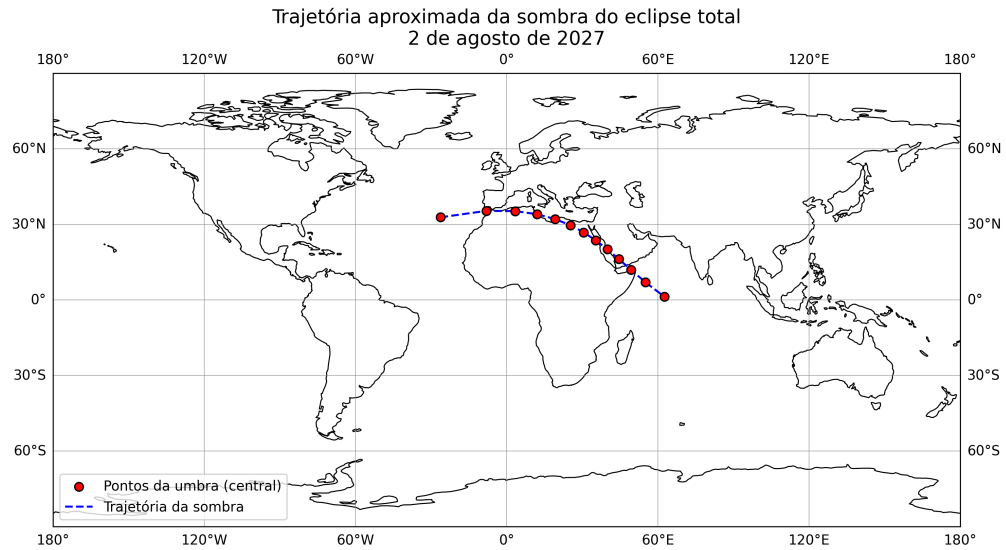 Trajetória aproximada da sombra do eclipse total
2 de agosto de 2027
180° 120°W 60°W 0° 60°E 120°E 180°
60°N 60°N
30°N 30°N
0° 0°
30°S 30°S
60°S 60°S
Pontos da umbra (central)
Trajetória da sombra
180° 120°W 60°W 0° 60°E 120°E 180°